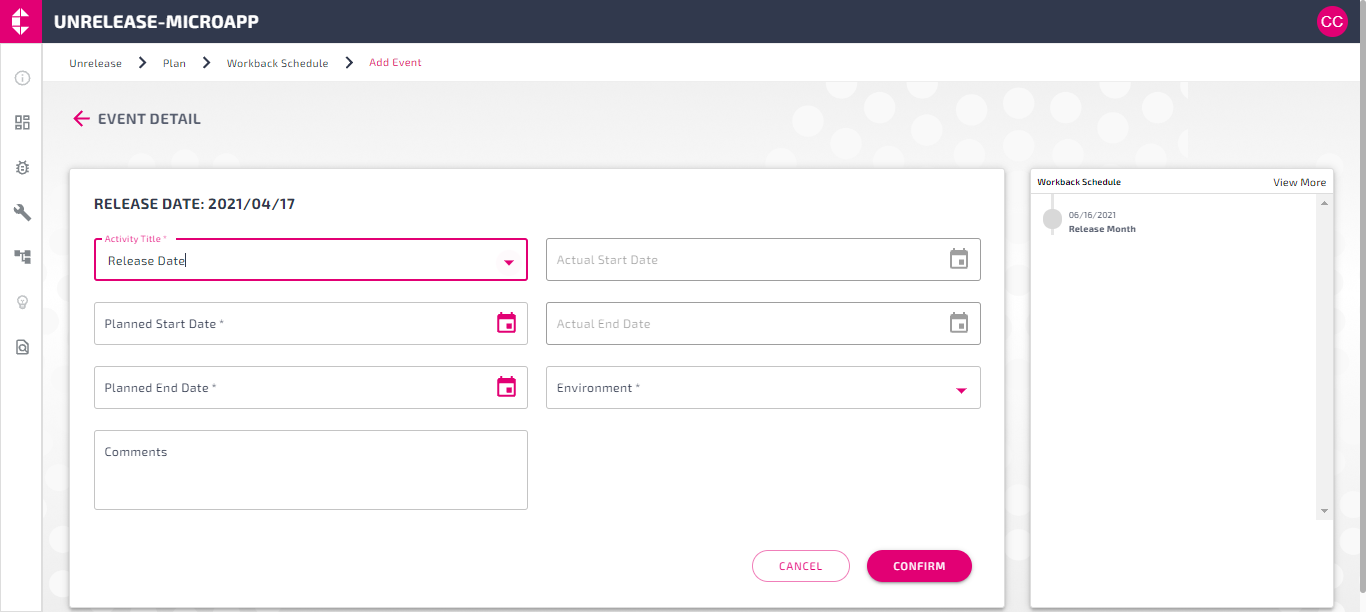 UNRELEASE-MICROAPP
CC
Unrelease
Plan
Workback Schedule
Add Event
EVENT DETAIL
RELEASE DATE: 2021/04/17
Activity Title *
Release Date
Actual Start Date
Planned Start Date *
Actual End Date
Planned End Date *
Environment *
Comments
CANCEL
CONFIRM
Workback Schedule
View More
06/16/2021
Release Month